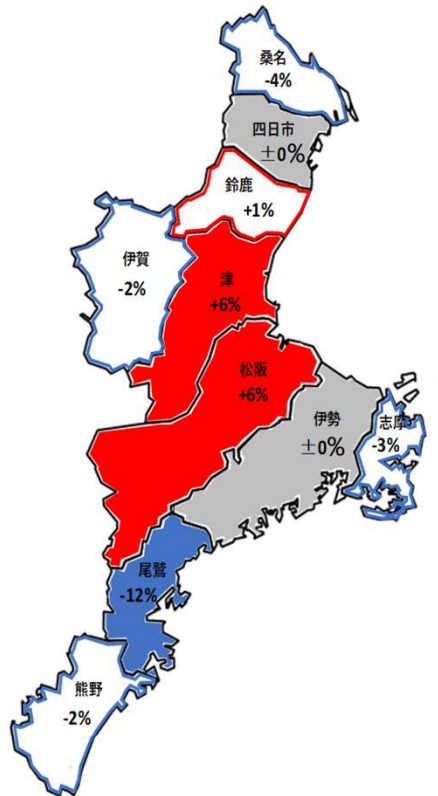 桑名
-4%
四日市
±0%
鈴鹿
+1%
伊賀
-2%
津
+6%
松阪
+6%
伊勢
±0%
志摩
-3%
尾鷲
-12%
熊野
-2%